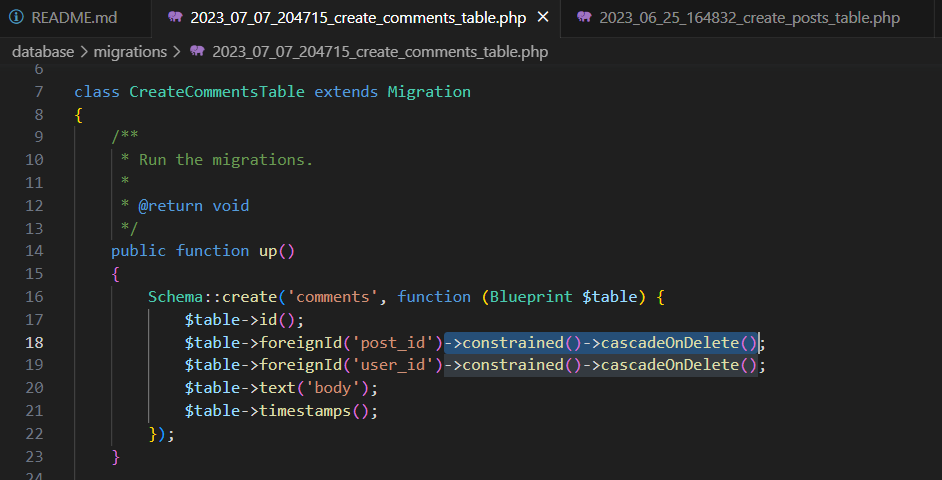 README.md 2023_07_07_204715_create_comments_table.php 2023_06_25_164832_create_posts_table.php
database > migrations > 2023_07_07_204715_create_comments_table.php
6
7 class CreateCommentsTable extends Migration
8 {
9 /**
10 * Run the migrations.
11 *
12 * @return void
13 */
14 public function up()
15 {
16 Schema::create('comments', function (Blueprint $table) {
17 $table->id();
18 $table->foreignId('post_id')->constrained()->cascadeOnDelete();
19 $table->foreignId('user_id')->constrained()->cascadeOnDelete();
20 $table->text('body');
21 $table->timestamps();
22 });
23 }
24